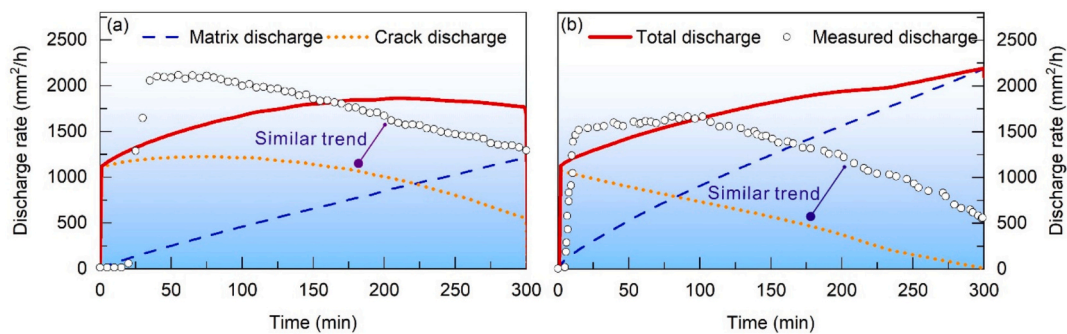 (a)
Matrix discharge
Crack discharge
Similar trend
Discharge rate (mm²/h)
2500
2000
1500
1000
500
0
0 50 100 150 200 250 300
Time (min)
(b)
Total discharge
Measured discharge
Similar trend
2500
2000
1500
1000
500
0
Discharge rate (mm²/h)
0 50 100 150 200 250 300
Time (min)